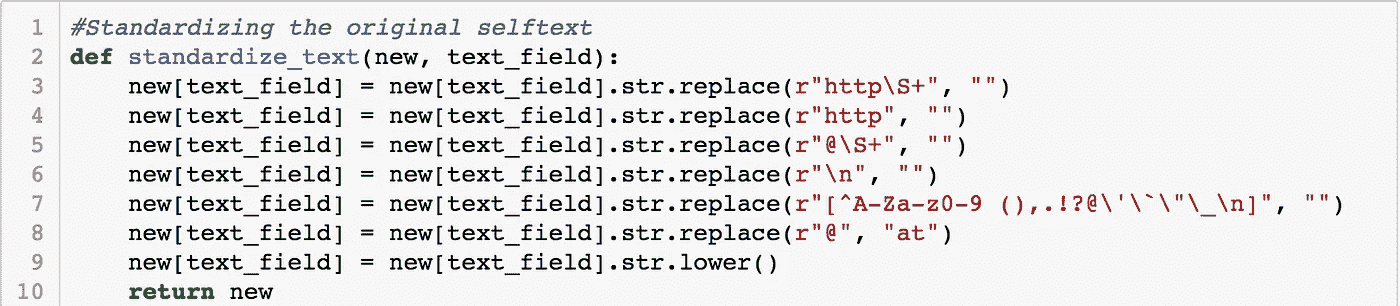 1 #Standardizing the original selftext
2 def standardize_text(new, text_field):
3     new[text_field] = new[text_field].str.replace(r"http\S+", "")
4     new[text_field] = new[text_field].str.replace(r"http", "")
5     new[text_field] = new[text_field].str.replace(r"@\S+", "")
6     new[text_field] = new[text_field].str.replace(r"\n", "")
7     new[text_field] = new[text_field].str.replace(r"[^A-Za-z0-9 (),.!?@\'\`\"\_\n]", "")
8     new[text_field] = new[text_field].str.replace(r"@", "at")
9     new[text_field] = new[text_field].str.lower()
10     return new